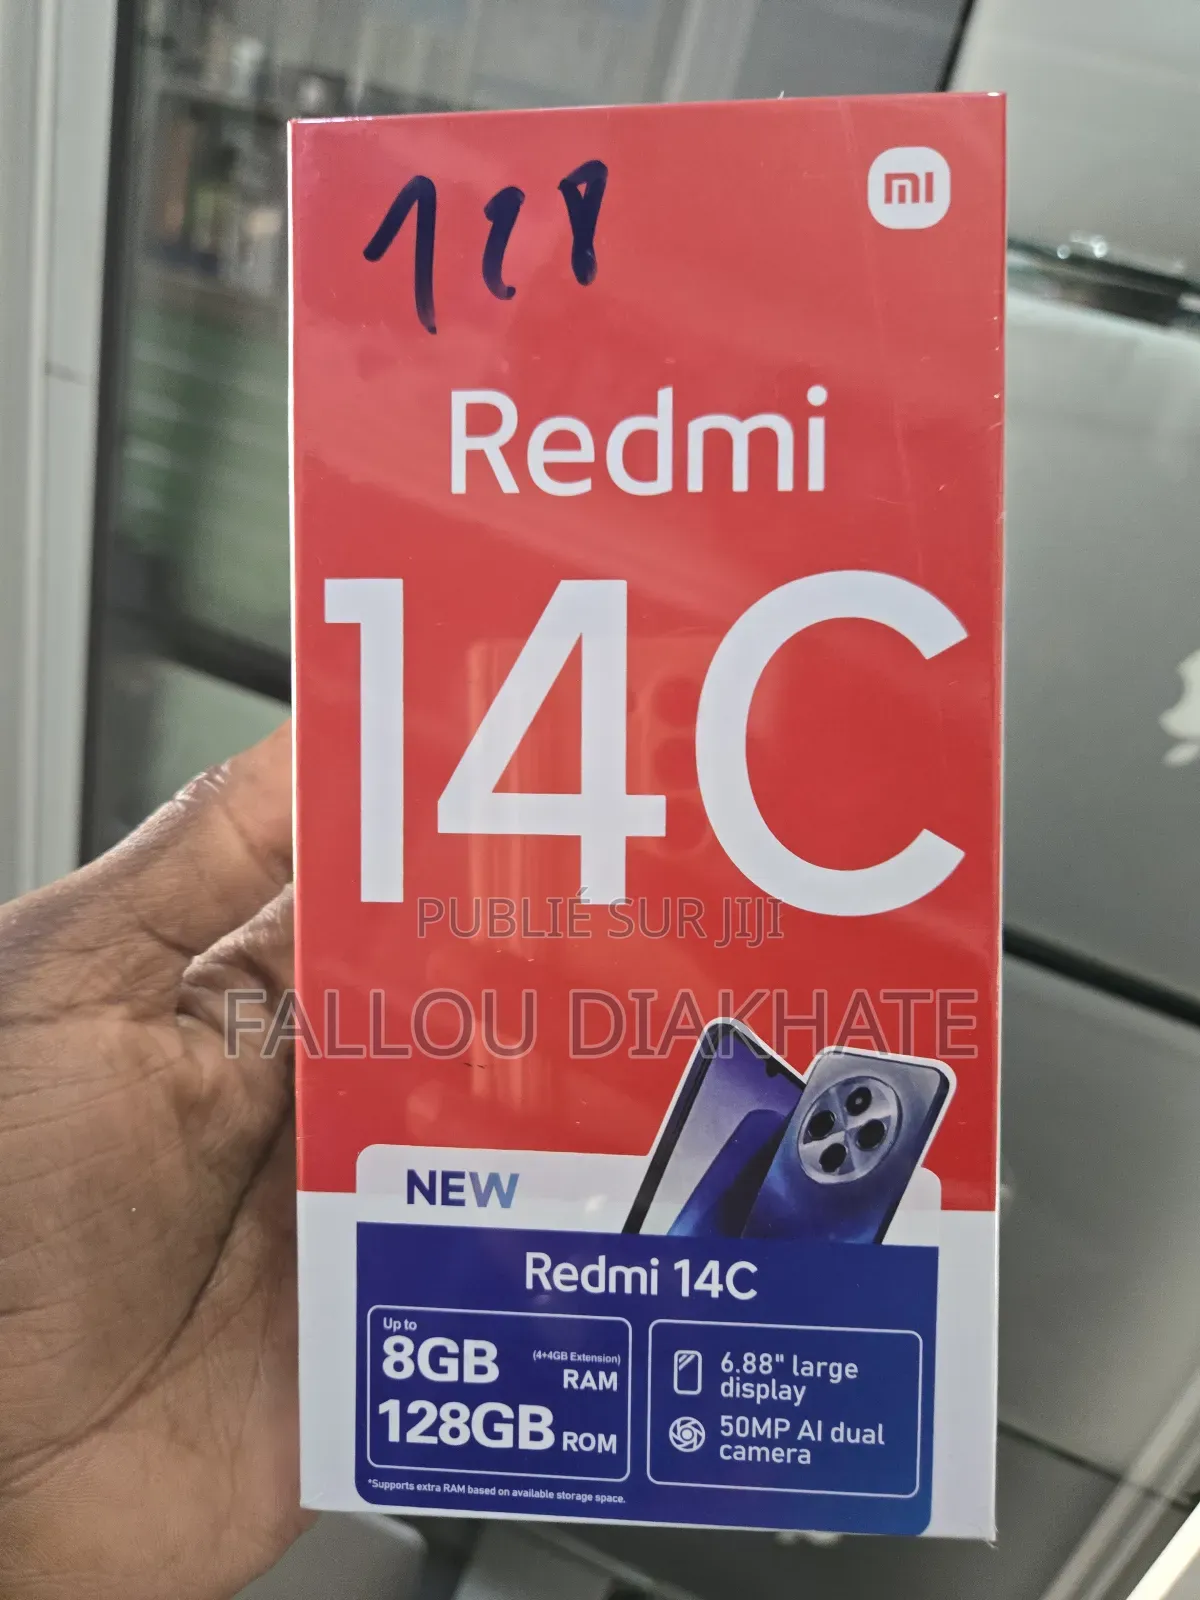 mi
128
Redmi
14C
PUBLIÉ SUR JIJI
FALLOU DIAKHATE
NEW
Redmi 14C
Up to
8GB (4+4GB Extension) RAM
128GB ROM
6.88" large
display
50MP AI dual
camera
*Supports extra RAM based on available storage space.